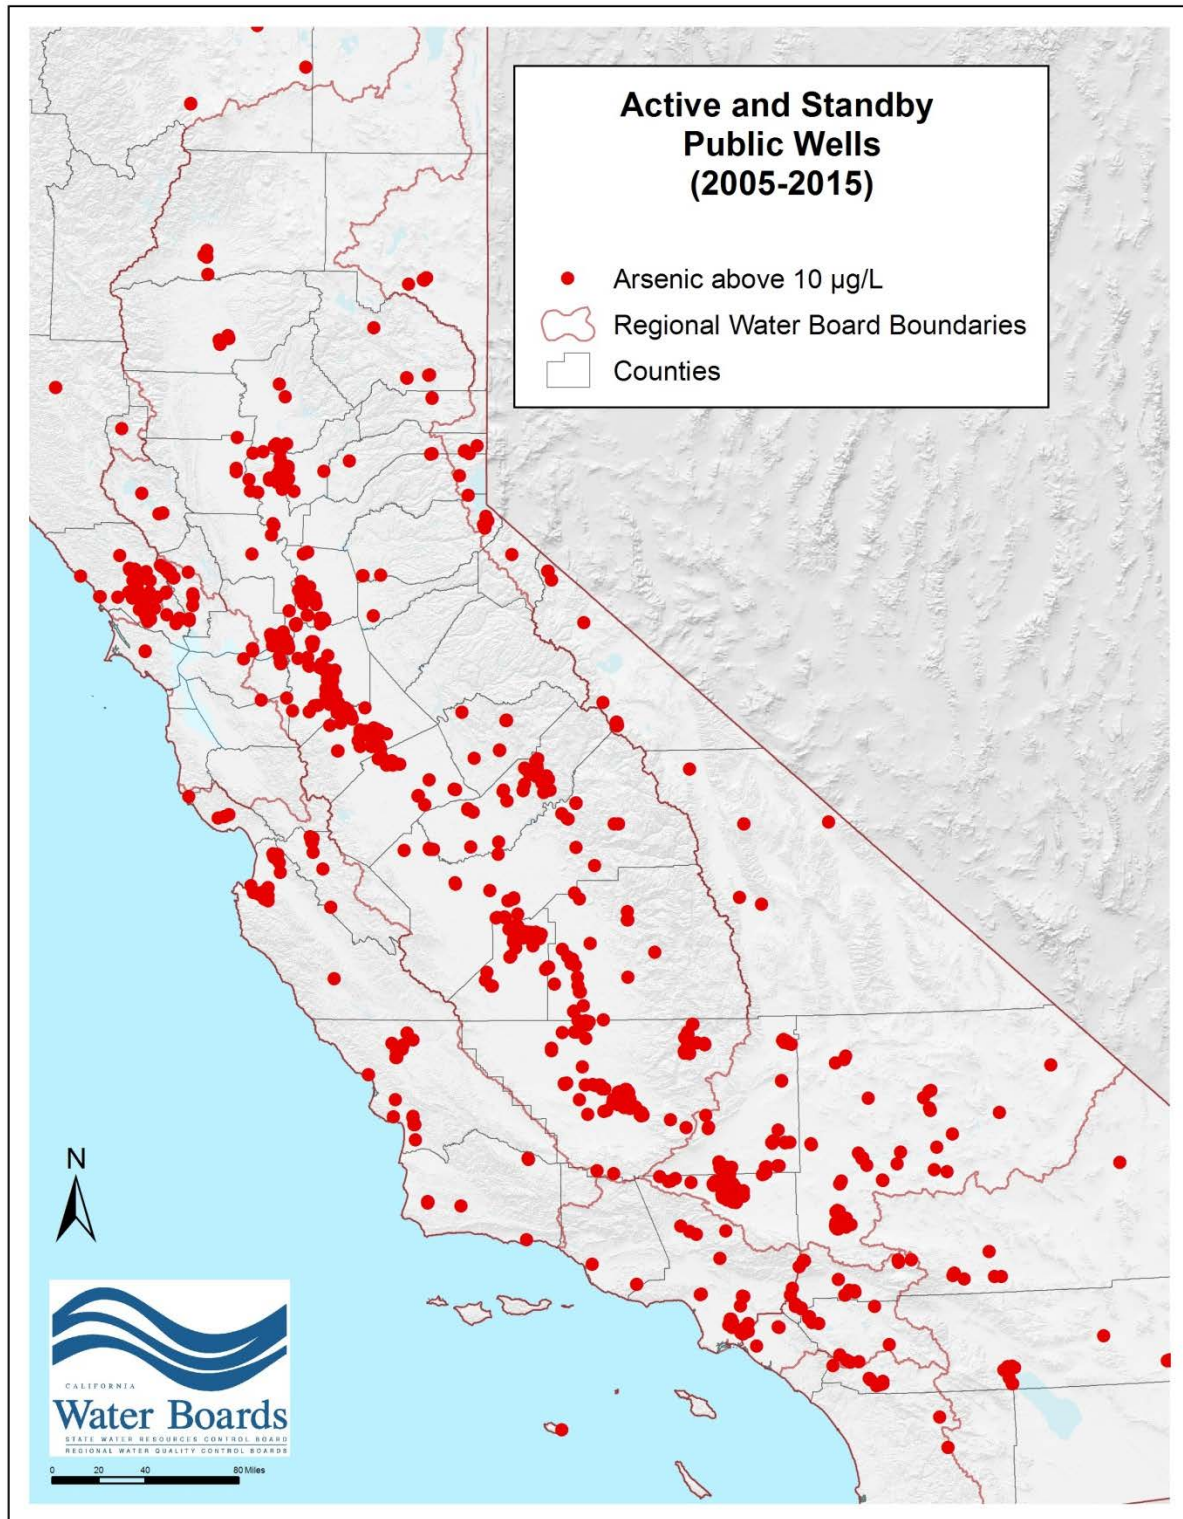 Active and Standby
Public Wells
(2005-2015)
Arsenic above 10 µg/L
Regional Water Board Boundaries
Counties
N
CALIFORNIA
Water Boards
STATE WATER RESOURCES CONTROL BOARD
REGIONAL WATER QUALITY CONTROL BOARDS
0 20 40 80 Miles